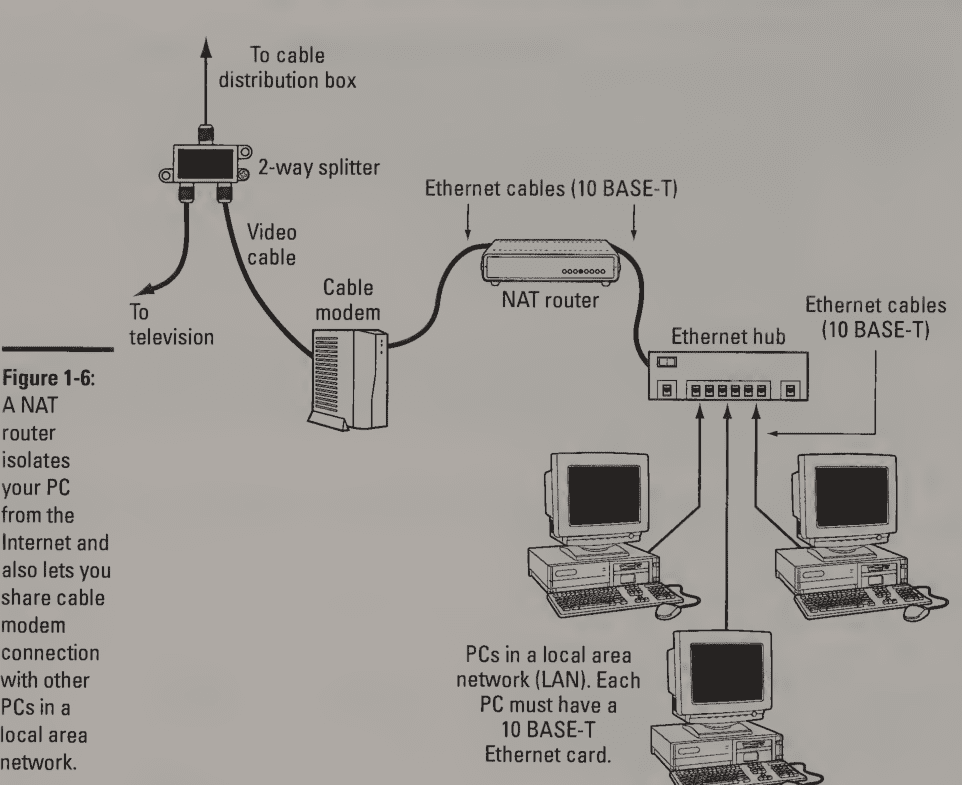 To cable
distribution box
2-way splitter
Ethernet cables (10 BASE-T)
Video
cable
Cable
modem
NAT router
To
television
Ethernet hub
Ethernet cables
(10 BASE-T)
Figure 1-6:
A NAT
router
isolates
your PC
from the
Internet and
also lets you
share cable
modem
connection
with other
PCs in a
local area
network.
PCs in a local area
network (LAN). Each
PC must have a
10 BASE-T
Ethernet card.